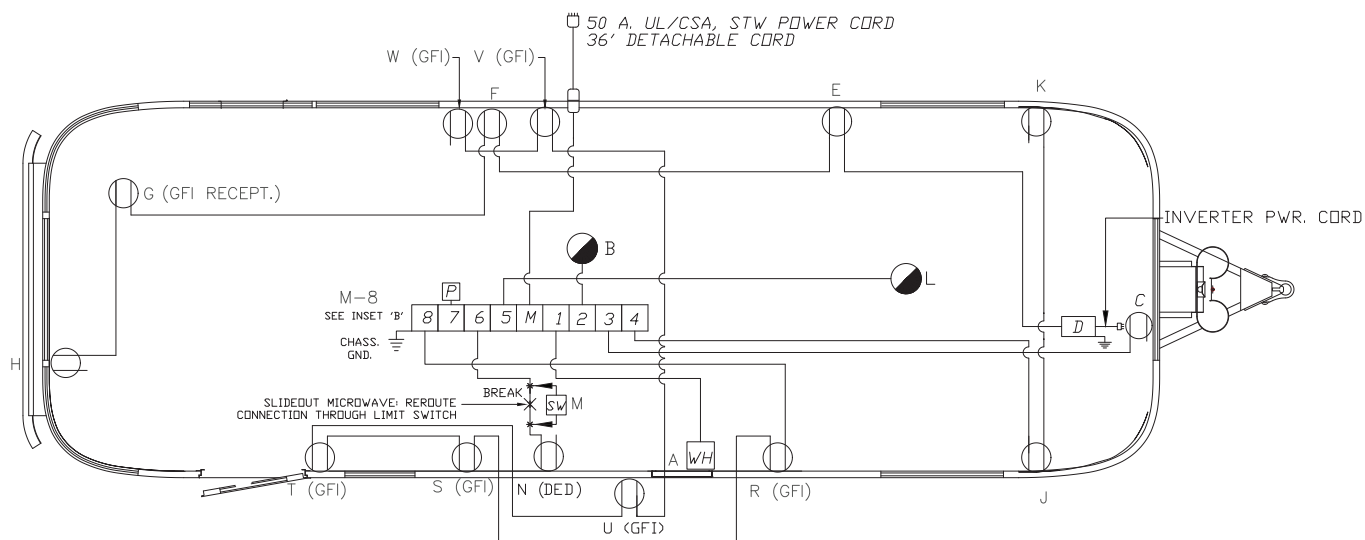 50 A. UL/CSA, STW POWER CORD
36' DETACHABLE CORD
W (GFI)
V (GFI)
F
E
K
G (GFI RECEPT.)
INVERTER PWR. CORD
B
L
M-8
SEE INSET 'B'
P
8 7 6 5 M 1 2 3 4
C
D
CHASS.
GND.
H
BREAK
SLIDEOUT MICROWAVE: REROUTE
CONNECTION THROUGH LIMIT SWITCH
SW
M
A
WH
T (GFI)
S (GFI)
N (DED)
R (GFI)
J
U (GFI)